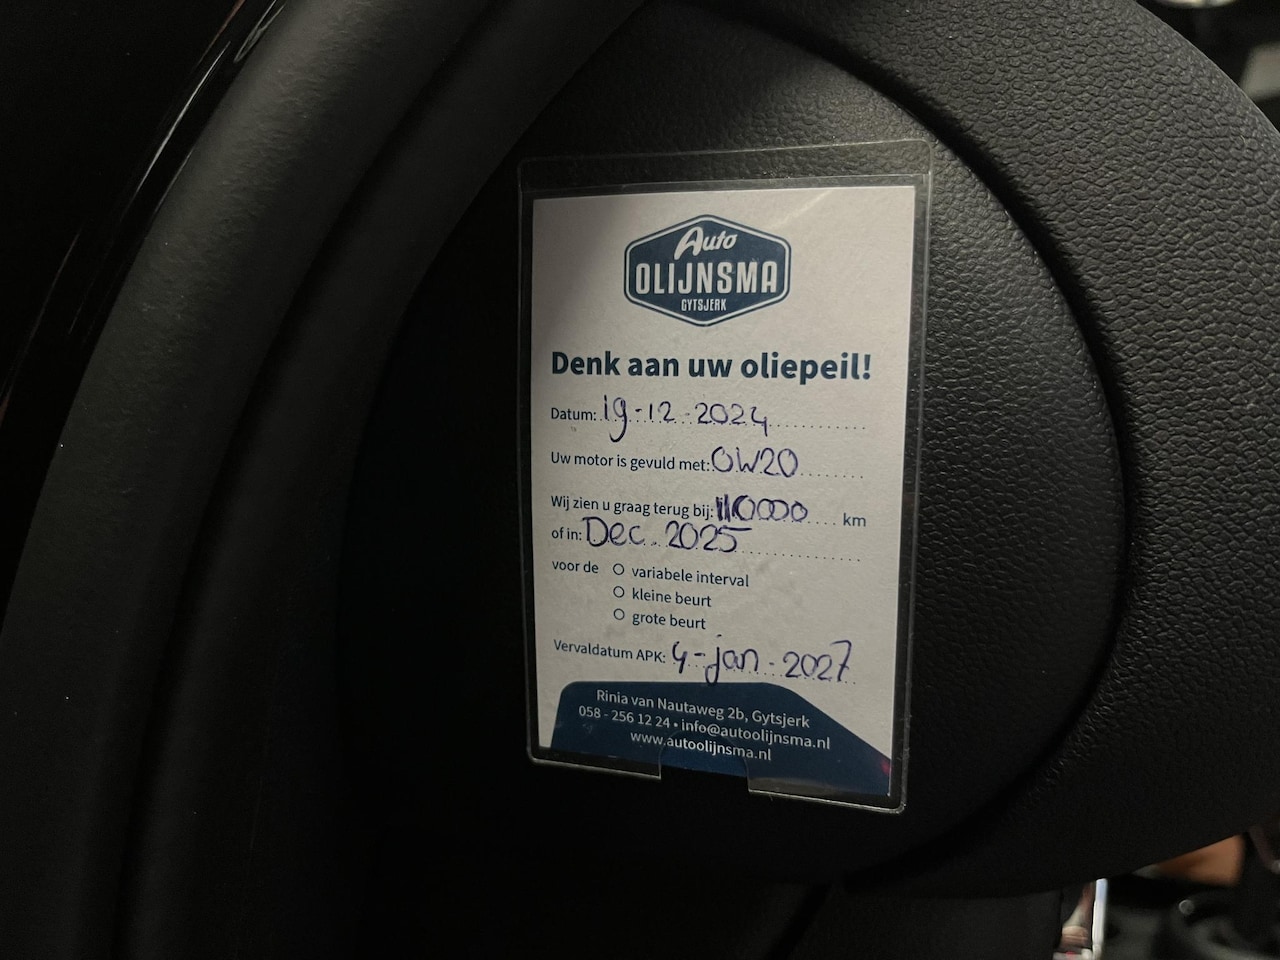 Auto
OLIJNSMA
GYTSJERK
Denk aan uw oliepeil!
Datum: 19-12-2024
Uw motor is gevuld met: 0W20
Wij zien u graag terug bij: 110000 km
of in: Dec. 2025
voor de O variabele interval
O kleine beurt
O grote beurt
Vervaldatum APK: 4-jan-2027
Rinia van Nautaweg 2b, Gytsjerk
058 - 256 12 24 • info@autoolijnsma.nl
www.autoolijnsma.nl